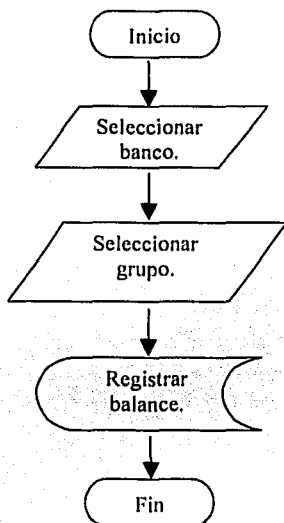 Inicio
Seleccionar
banco.
Seleccionar
grupo.
Registrar
balance.
Fin